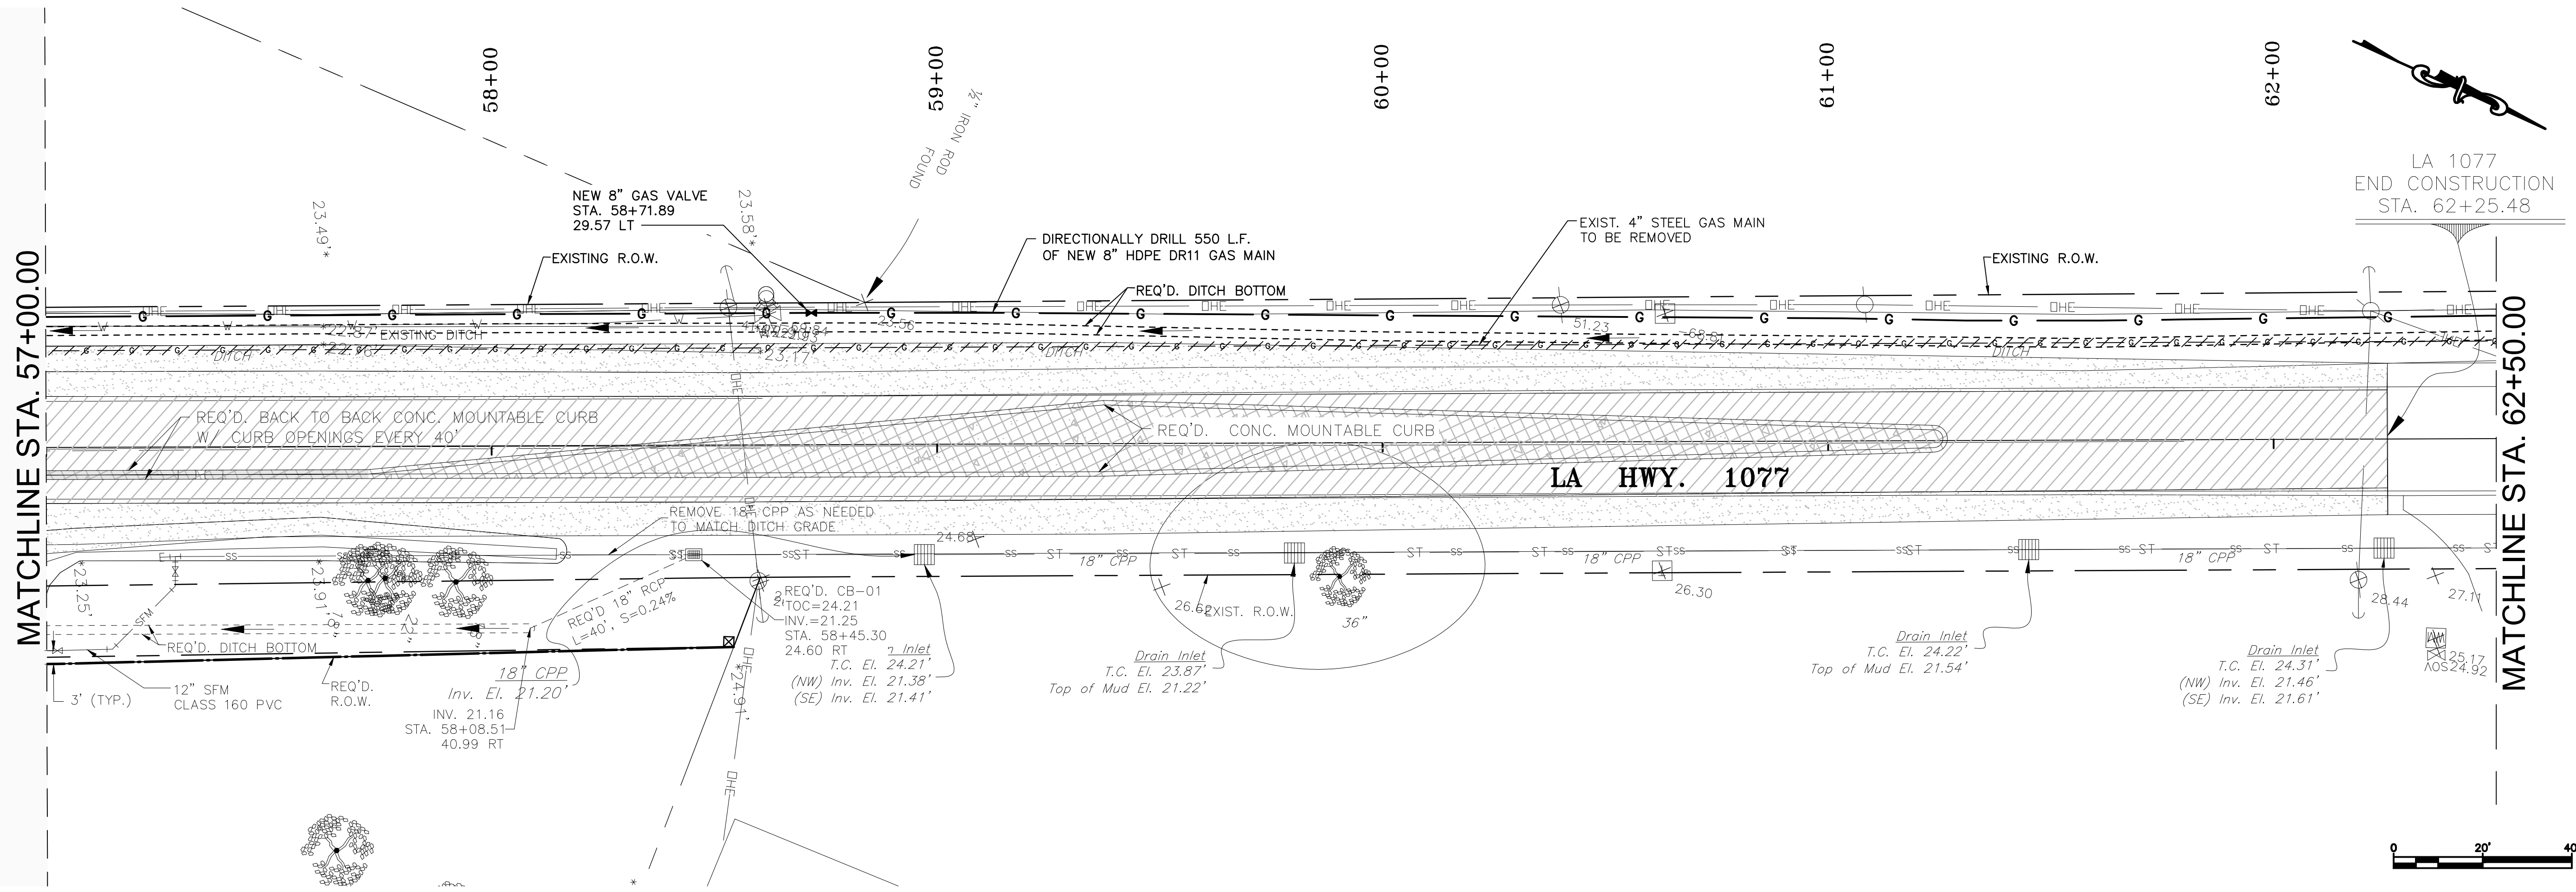 58+00
59+00
60+00
61+00
62+00
LA 1077
END CONSTRUCTION
STA. 62+25.48
½" IRON ROD
FOUND
23.49'*
23.58'*
NEW 8" GAS VALVE
STA. 58+71.89
29.57 LT
EXISTING R.O.W.
DIRECTIONALLY DRILL 550 L.F.
OF NEW 8" HDPE DR11 GAS MAIN
EXIST. 4" STEEL GAS MAIN
TO BE REMOVED
EXISTING R.O.W.
REQ'D. DITCH BOTTOM
MATCHLINE STA. 57+00.00
MATCHLINE STA. 62+50.00
*22.87
EXISTING DITCH
23.56
51.23
68.81
*23.17
DITCH
DITCH
DITCH
REQ'D. BACK TO BACK CONC. MOUNTABLE CURB
W/ CURB OPENINGS EVERY 40'
REQ'D. CONC. MOUNTABLE CURB
LA HWY. 1077
REMOVE 18" CPP AS NEEDED
TO MATCH DITCH GRADE
24.68
18" CPP
18" CPP
18" CPP
*23.25'
*23.91'
18"
22"
18"
SFM
REQ'D 18" RCP
L=40', S=0.24%
REQ'D. CB-01
TOC=24.21
INV.=21.25
STA. 58+45.30
24.60 RT
26.62
EXIST. R.O.W.
36"
26.30
28.44
27.11
25.17
24.92
REQ'D. DITCH BOTTOM
3' (TYP.)
12" SFM
CLASS 160 PVC
REQ'D.
R.O.W.
18" CPP
Inv. El. 21.20'
INV. 21.16
STA. 58+08.51
40.99 RT
*24.91'
Inlet
T.C. El. 24.21'
(NW) Inv. El. 21.38'
(SE) Inv. El. 21.41'
Drain Inlet
T.C. El. 23.87'
Top of Mud El. 21.22'
Drain Inlet
T.C. El. 24.22'
Top of Mud El. 21.54'
Drain Inlet
T.C. El. 24.31'
(NW) Inv. El. 21.46'
(SE) Inv. El. 21.61'
0 20' 40